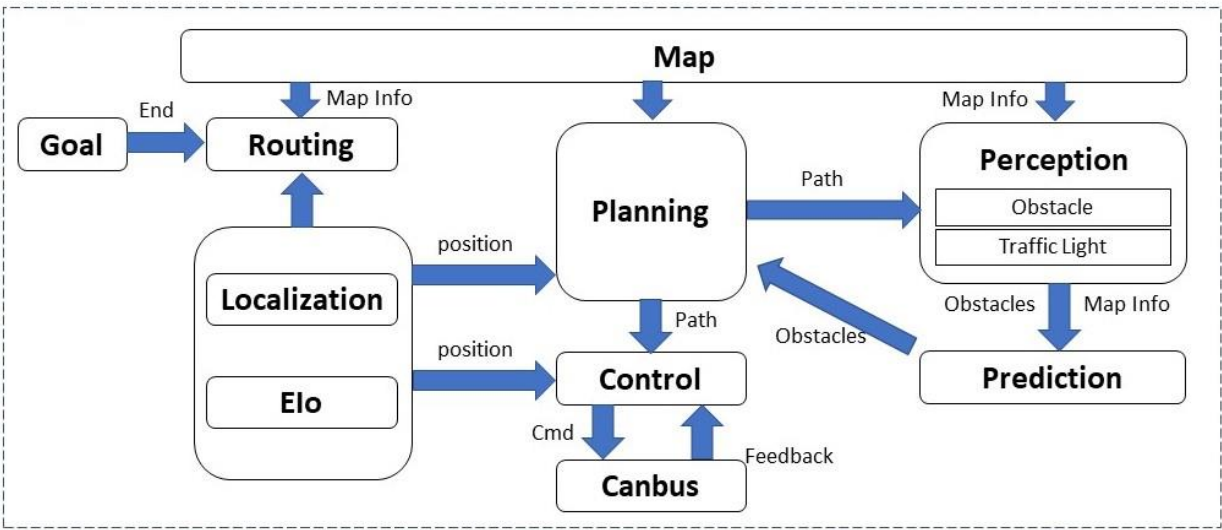 Map
End
Map Info
Map Info
Goal
Routing
Perception
Path
Planning
Obstacle
Traffic Light
position
Localization
Obstacles
Map Info
Path
Obstacles
position
Control
Prediction
Elo
Cmd
Feedback
Canbus